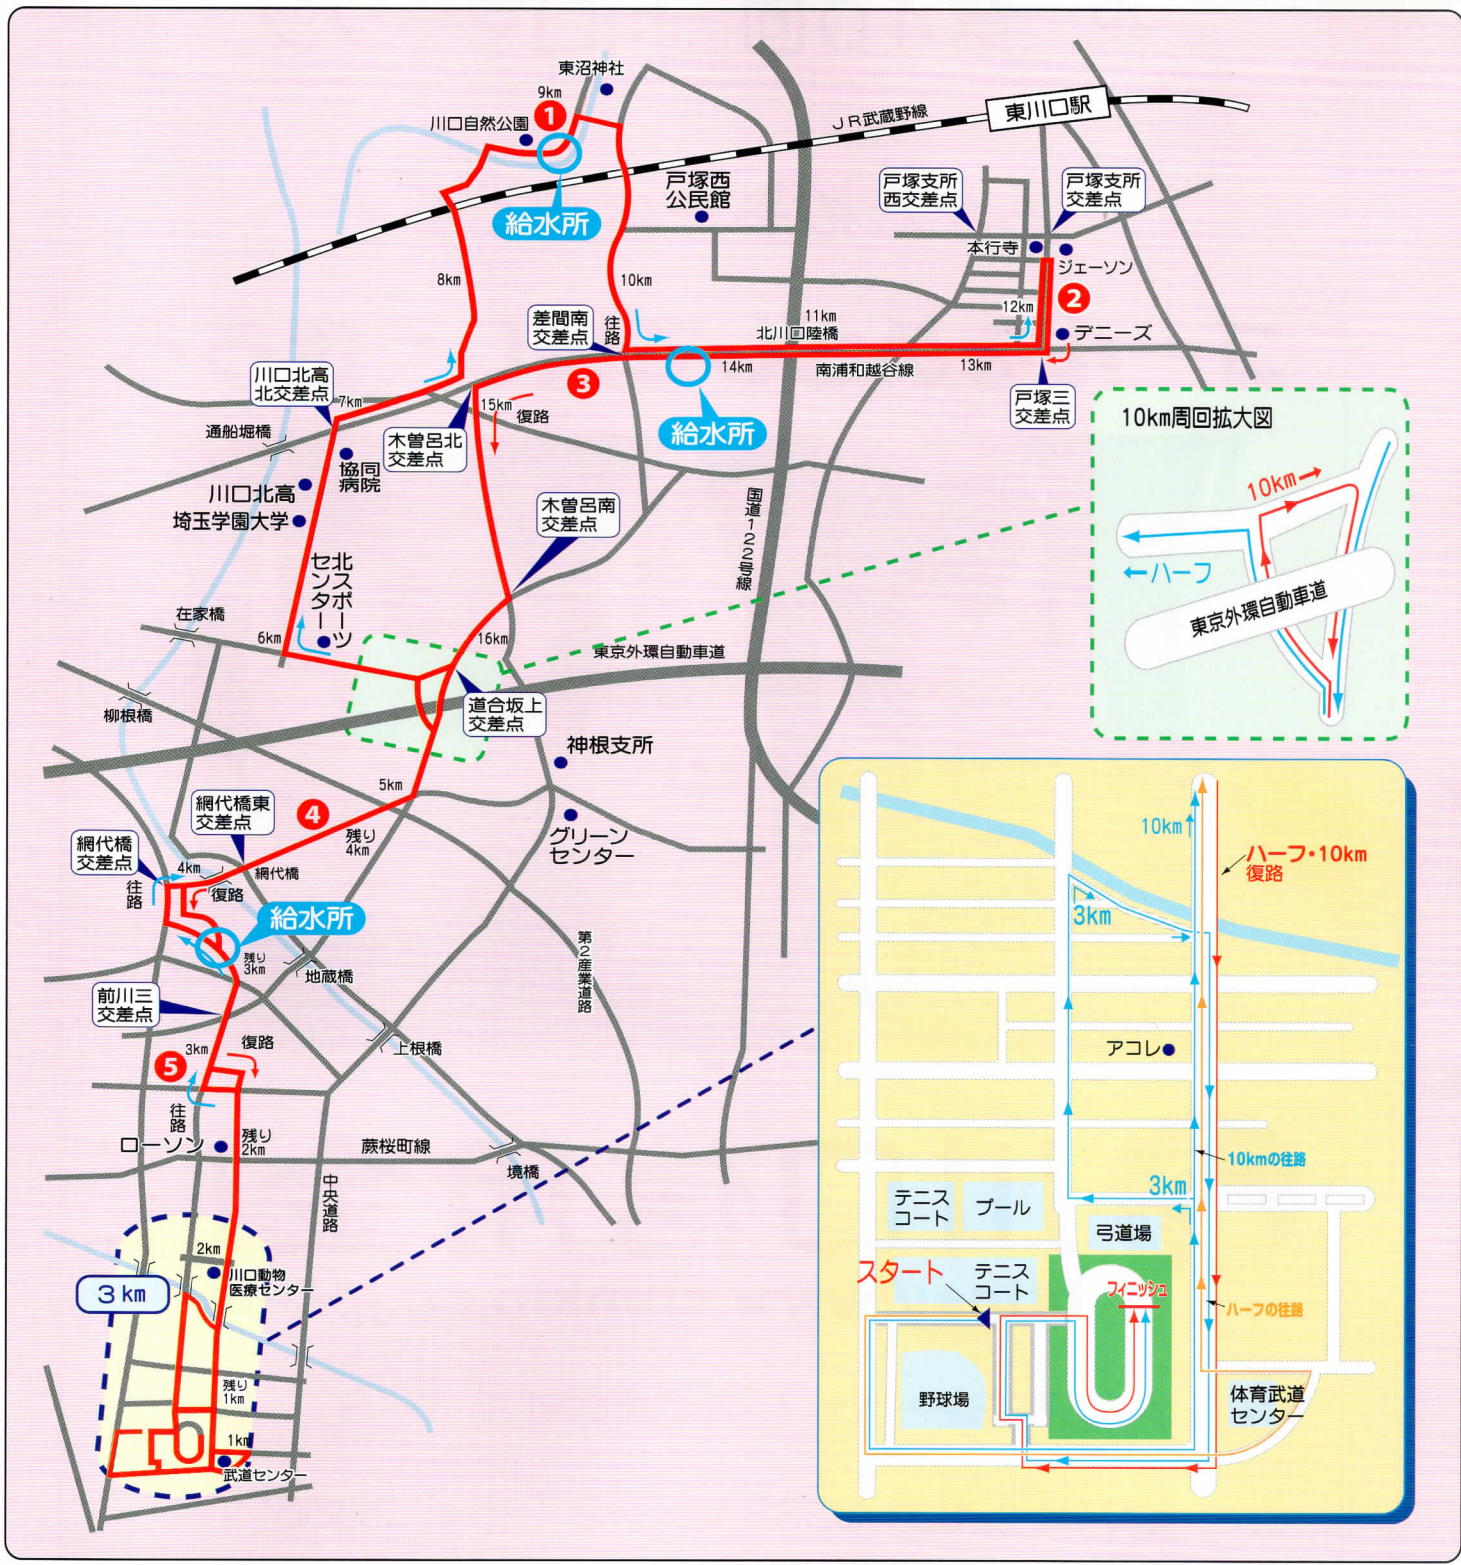 東沼神社
9km
1
川口自然公園
給水所
JR武蔵野線
東川口駅
戸塚西
公民館
戸塚支所
西交差点
戸塚支所
交差点
本行寺
ジェーソン
8km
10km
2
12km
差間南
交差点
往路
11km
北川口陸橋
デニーズ
14km
南浦和越谷線
13km
戸塚三
交差点
給水所
3
川口北高
北交差点
7km
15km
復路
木曽呂北
交差点
通船堀橋
協同
病院
川口北高
埼玉学園大学
木曽呂南
交差点
国道122号線
北スポーツ
センター
在家橋
6km
16km
東京外環自動車道
道合坂上
交差点
柳根橋
神根支所
5km
4
残り
4km
グリーン
センター
網代橋東
交差点
網代橋
交差点
4km
網代橋
往路
復路
給水所
残り
3km
地蔵橋
第2産業道路
前川三
交差点
上根橋
3km
復路
5
往路
ローソン
残り
2km
蕨桜町線
境橋
中央道路
2km
川口動物
医療センター
3km
残り
1km
1km
武道センター
10km周回拡大図
10km→
←ハーフ
東京外環自動車道
10km
ハーフ・10km
復路
3km
アコレ
10kmの往路
3km
テニス
コート
プール
弓道場
スタート
テニス
コート
フィニッシュ
ハーフの往路
野球場
体育武道
センター